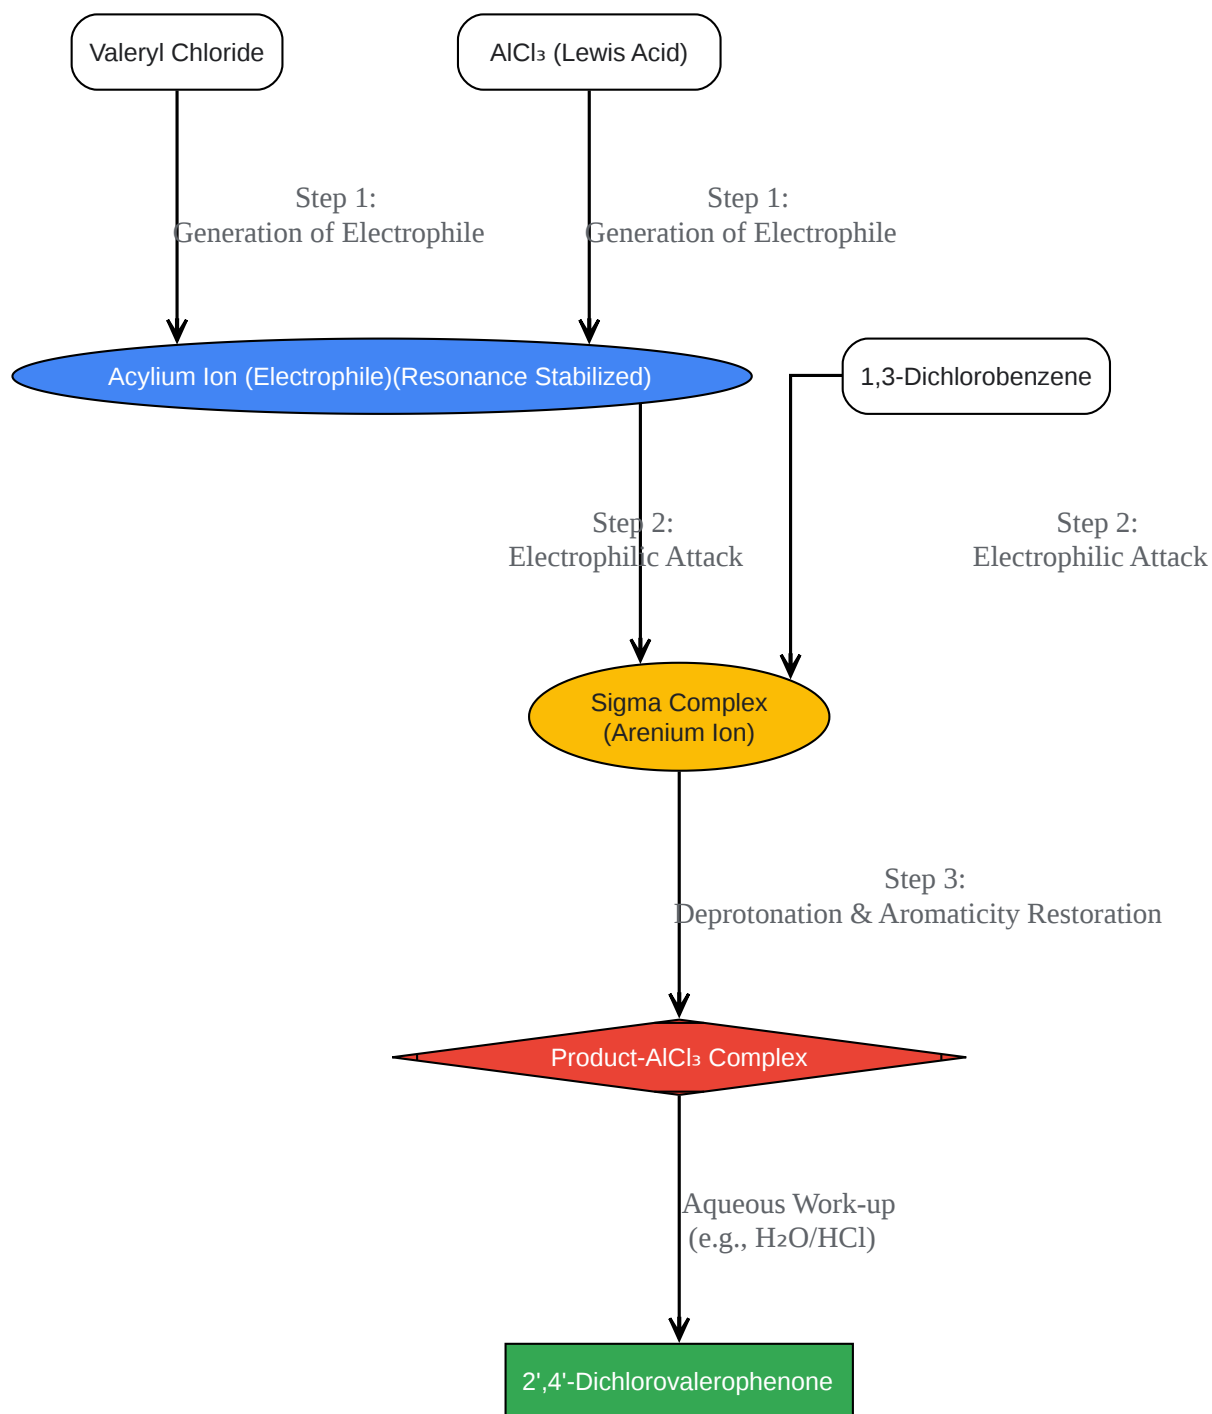 Valeryl Chloride
AlCl₃ (Lewis Acid)
Step 1:
Generation of Electrophile
Step 1:
Generation of Electrophile
Acylium Ion (Electrophile)(Resonance Stabilized)
1,3-Dichlorobenzene
Step 2:
Electrophilic Attack
Step 2:
Electrophilic Attack
Sigma Complex
(Arenium Ion)
Step 3:
Deprotonation & Aromaticity Restoration
Product-AlCl₃ Complex
Aqueous Work-up
(e.g., H₂O/HCl)
2',4'-Dichlorovalerophenone